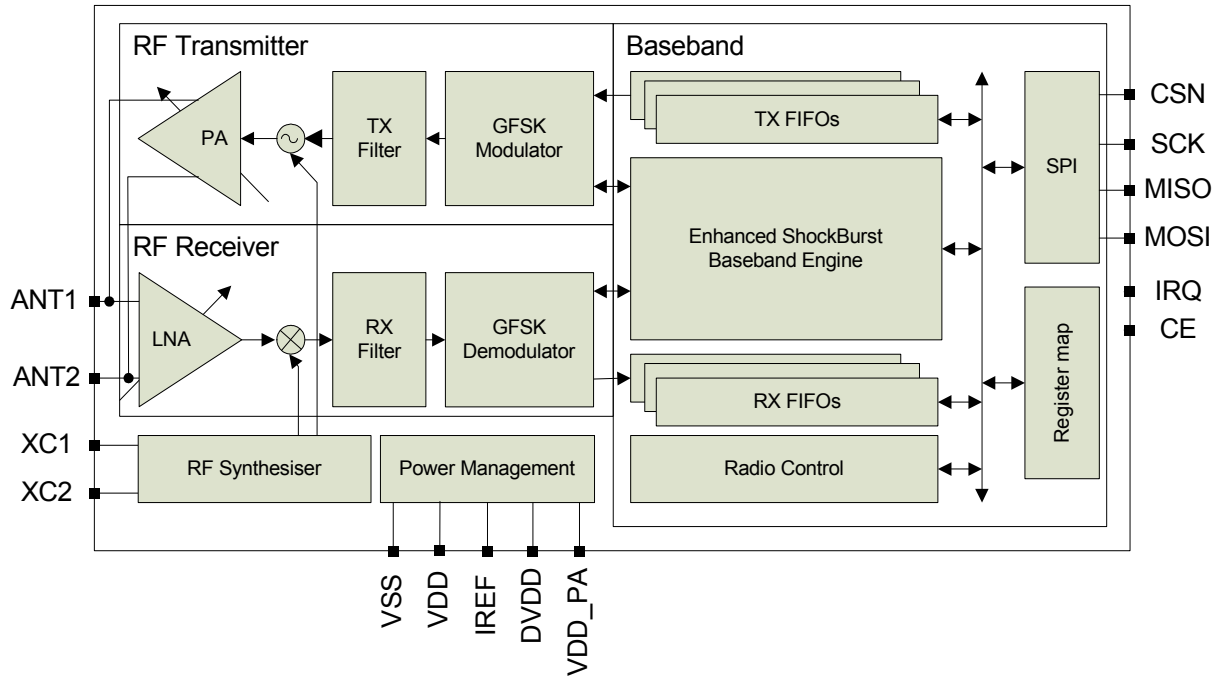 RF Transmitter
Baseband
PA
TX
Filter
GFSK
Modulator
TX FIFOs
SPI
CSN
SCK
MISO
MOSI
Enhanced ShockBurst
Baseband Engine
RF Receiver
ANT1
ANT2
LNA
RX
Filter
GFSK
Demodulator
IRQ
CE
RX FIFOs
Register map
XC1
XC2
RF Synthesiser
Power Management
Radio Control
VSS
VDD
IREF
DVDD
VDD_PA